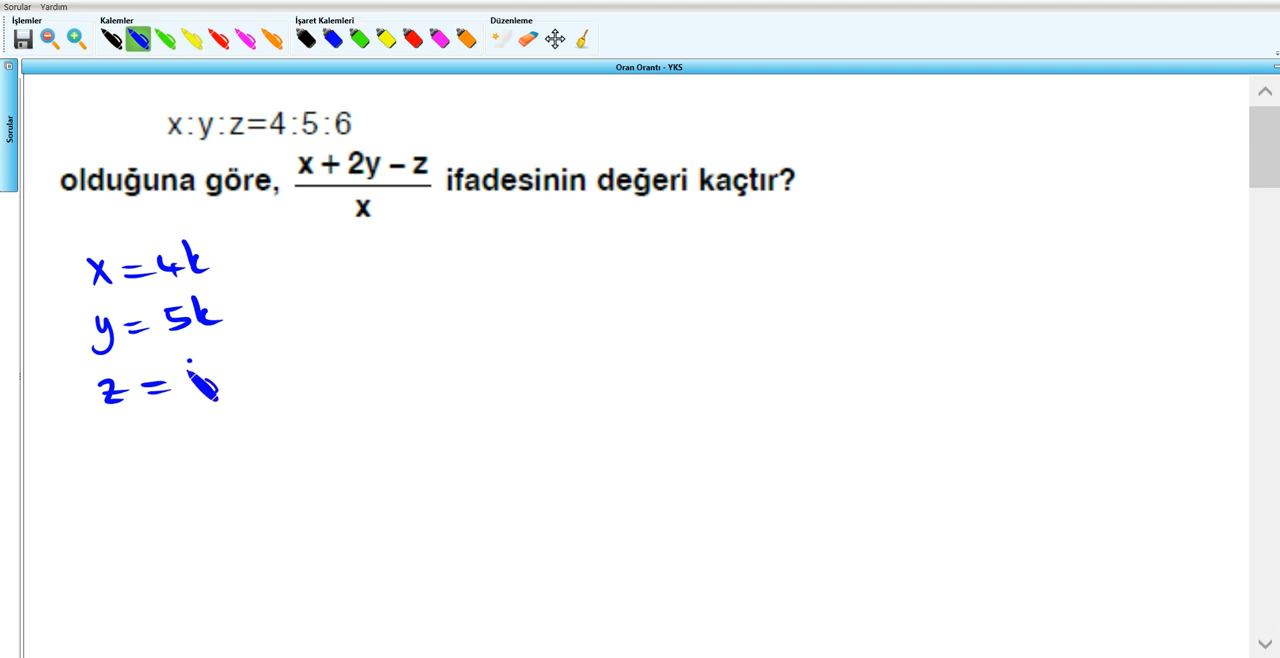 Sorular Yardım
İşlemler Kalemler İşaret Kalemleri Düzenleme
Oran Orantı - YKS
Sorular
x:y:z=4:5:6
olduğuna göre, (x + 2y – z) / x ifadesinin değeri kaçtır?
x = 4k
y = 5k
z =